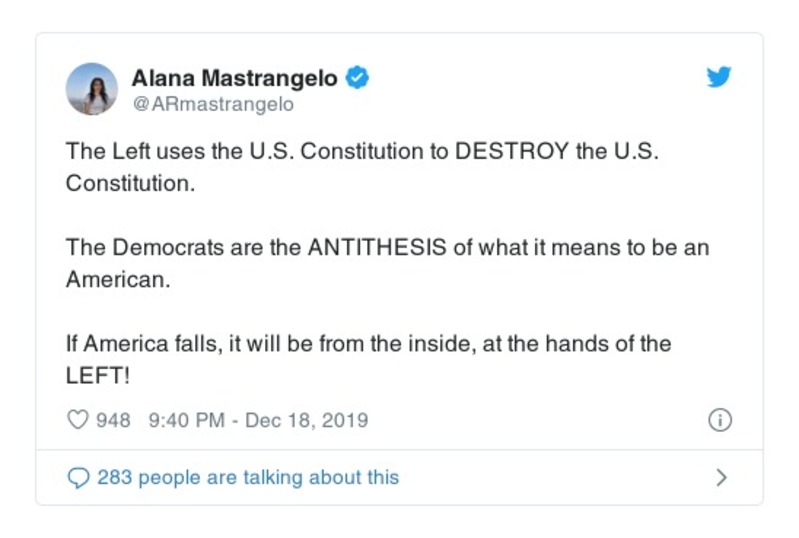 Alana Mastrangelo
@ARmastrangelo
The Left uses the U.S. Constitution to DESTROY the U.S.
Constitution.
The Democrats are the ANTITHESIS of what it means to be an
American.
If America falls, it will be from the inside, at the hands of the
LEFT!
948 9:40 PM - Dec 18, 2019
283 people are talking about this